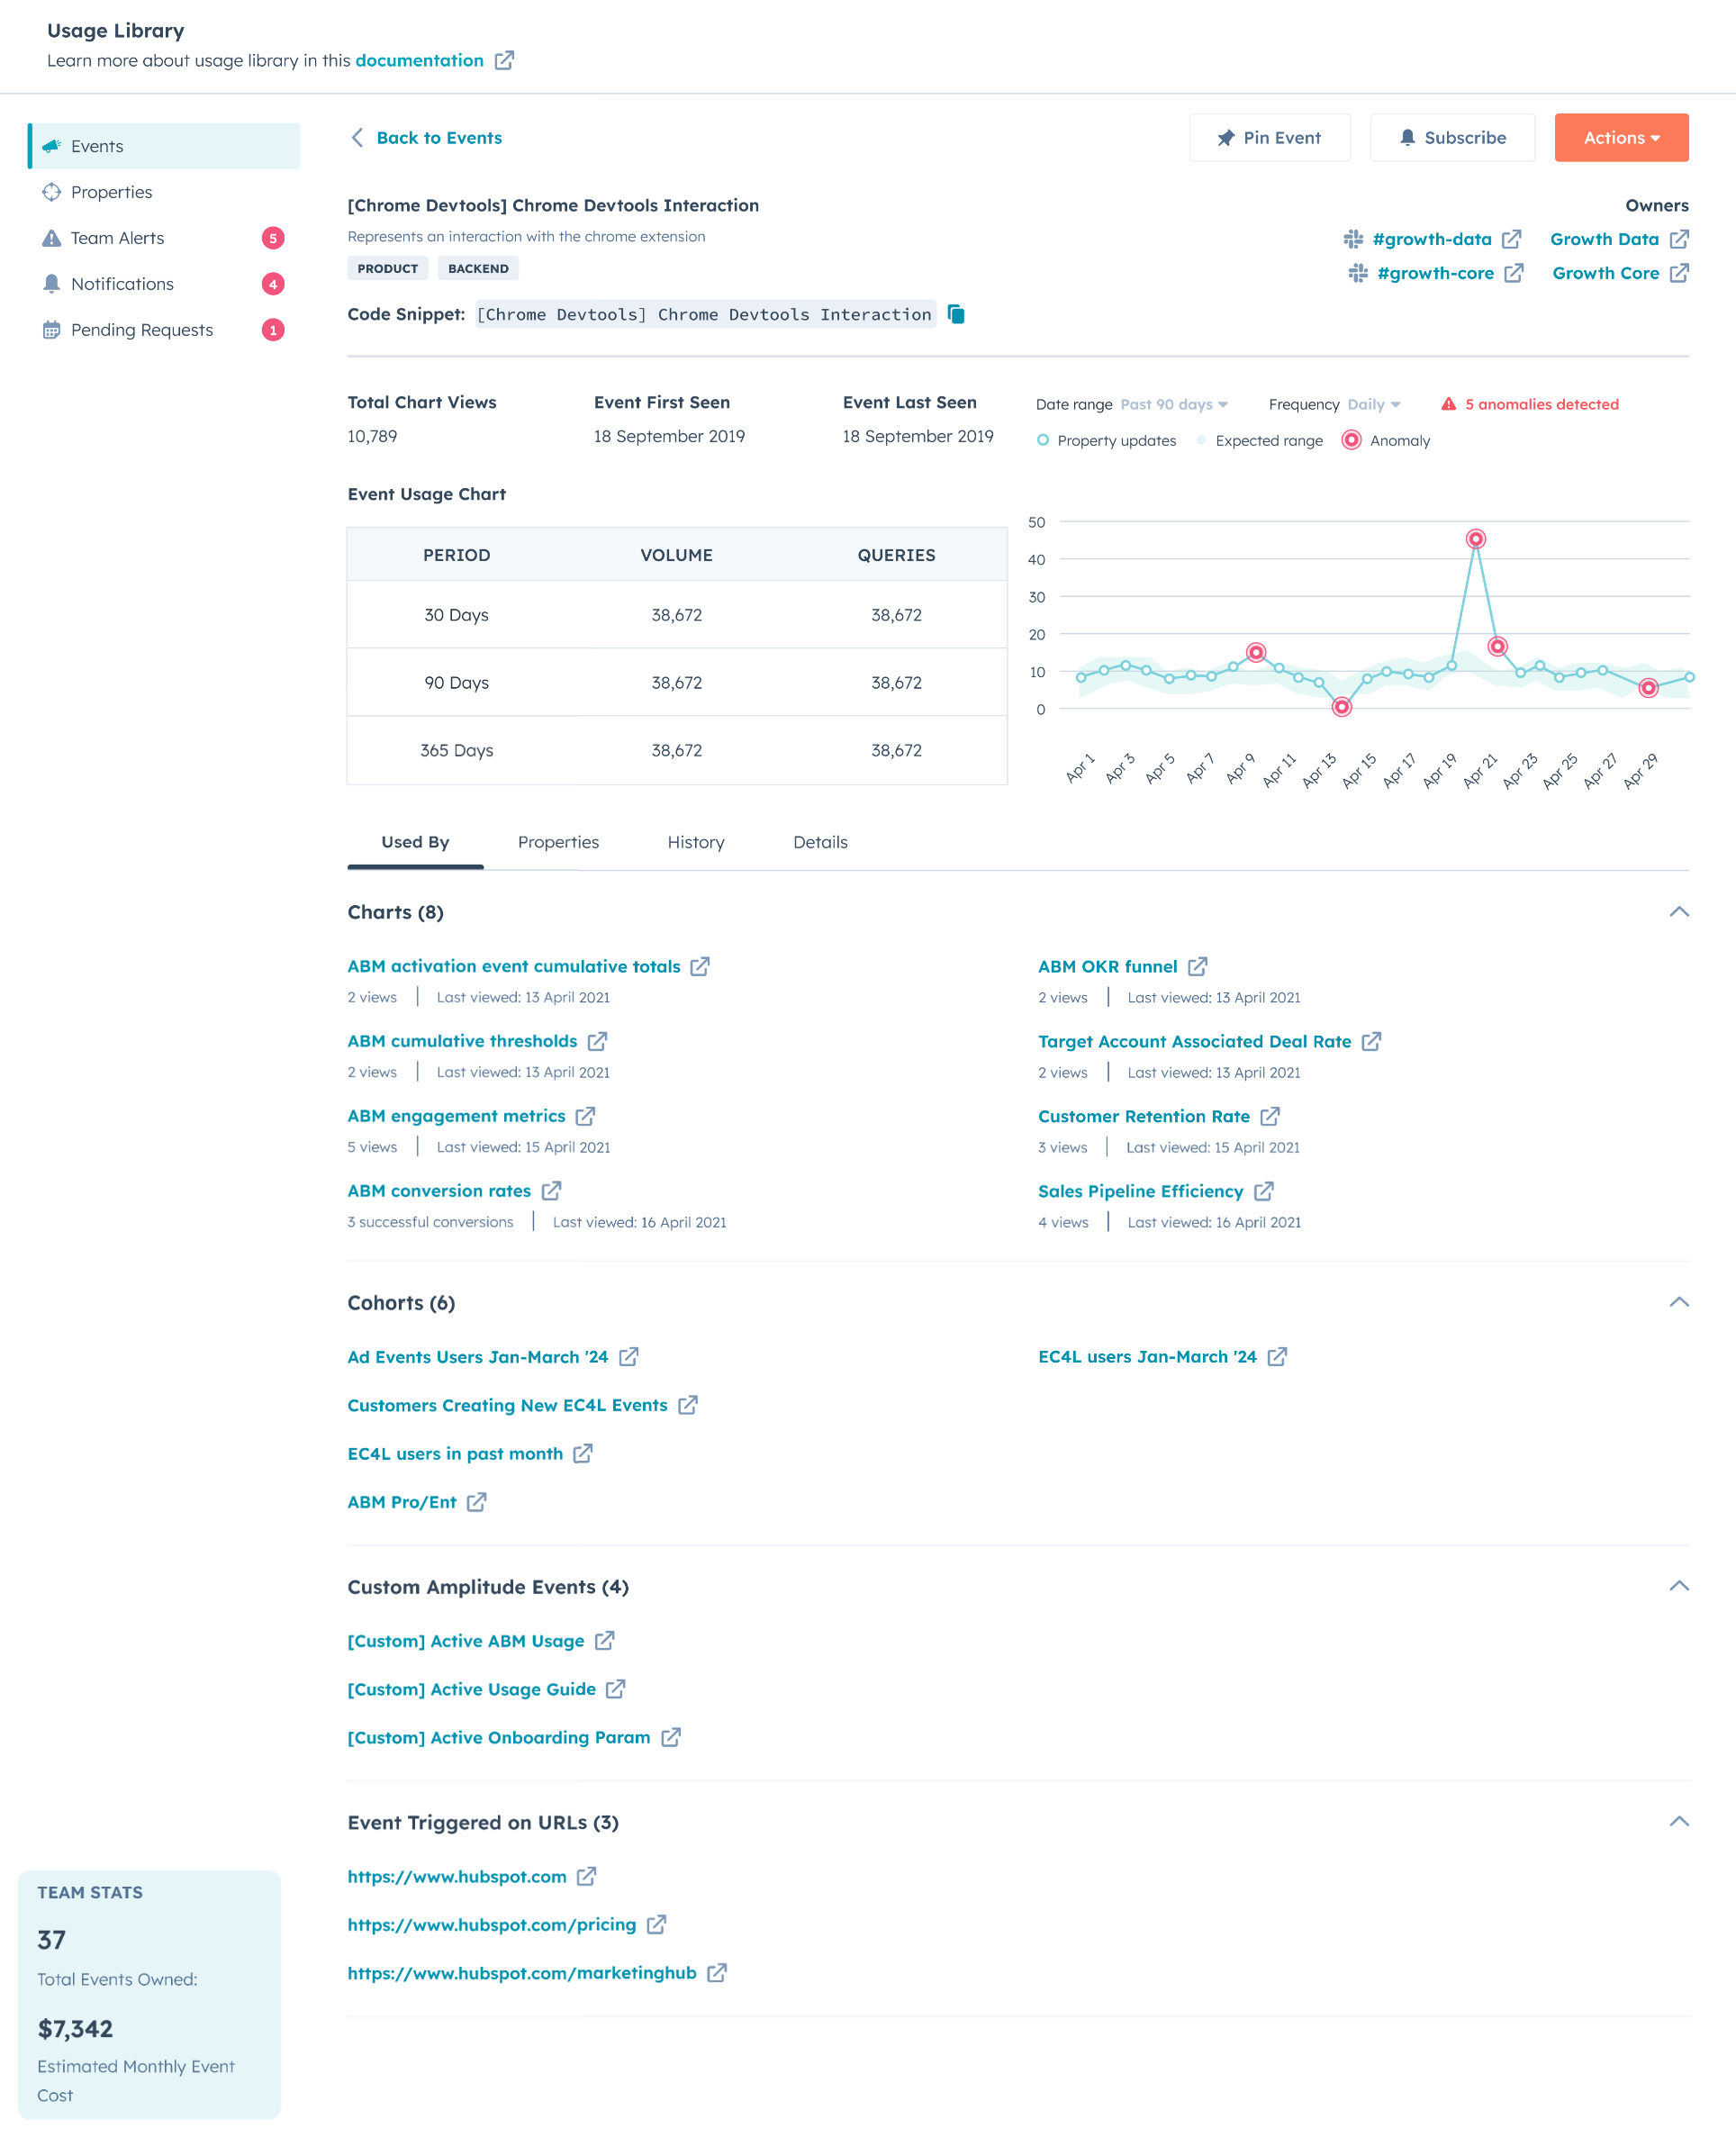 Usage Library
Learn more about usage library in this documentation
Events
Properties
Team Alerts 5
Notifications 4
Pending Requests 1
Back to Events
Pin Event
Subscribe
Actions
[Chrome Devtools] Chrome Devtools Interaction
Represents an interaction with the chrome extension
PRODUCT BACKEND
Code Snippet: [Chrome Devtools] Chrome Devtools Interaction
Owners
#growth-data Growth Data
#growth-core Growth Core
Total Chart Views
10,789
Event First Seen
18 September 2019
Event Last Seen
18 September 2019
Date range Past 90 days Frequency Daily 5 anomalies detected
Property updates Expected range Anomaly
Event Usage Chart
PERIOD VOLUME QUERIES
30 Days 38,672 38,672
90 Days 38,672 38,672
365 Days 38,672 38,672
50
40
30
20
10
0
Apr 1 Apr 3 Apr 5 Apr 7 Apr 9 Apr 11 Apr 13 Apr 15 Apr 17 Apr 19 Apr 21 Apr 23 Apr 25 Apr 27 Apr 29
Used By Properties History Details
Charts (8)
ABM activation event cumulative totals
2 views Last viewed: 13 April 2021
ABM OKR funnel
2 views Last viewed: 13 April 2021
ABM cumulative thresholds
2 views Last viewed: 13 April 2021
Target Account Associated Deal Rate
2 views Last viewed: 13 April 2021
ABM engagement metrics
5 views Last viewed: 15 April 2021
Customer Retention Rate
3 views Last viewed: 15 April 2021
ABM conversion rates
3 successful conversions Last viewed: 16 April 2021
Sales Pipeline Efficiency
4 views Last viewed: 16 April 2021
Cohorts (6)
Ad Events Users Jan-March '24
EC4L users Jan-March '24
Customers Creating New EC4L Events
EC4L users in past month
ABM Pro/Ent
Custom Amplitude Events (4)
[Custom] Active ABM Usage
[Custom] Active Usage Guide
[Custom] Active Onboarding Param
Event Triggered on URLs (3)
https://www.hubspot.com
https://www.hubspot.com/pricing
https://www.hubspot.com/marketinghub
TEAM STATS
37
Total Events Owned:
$7,342
Estimated Monthly Event
Cost